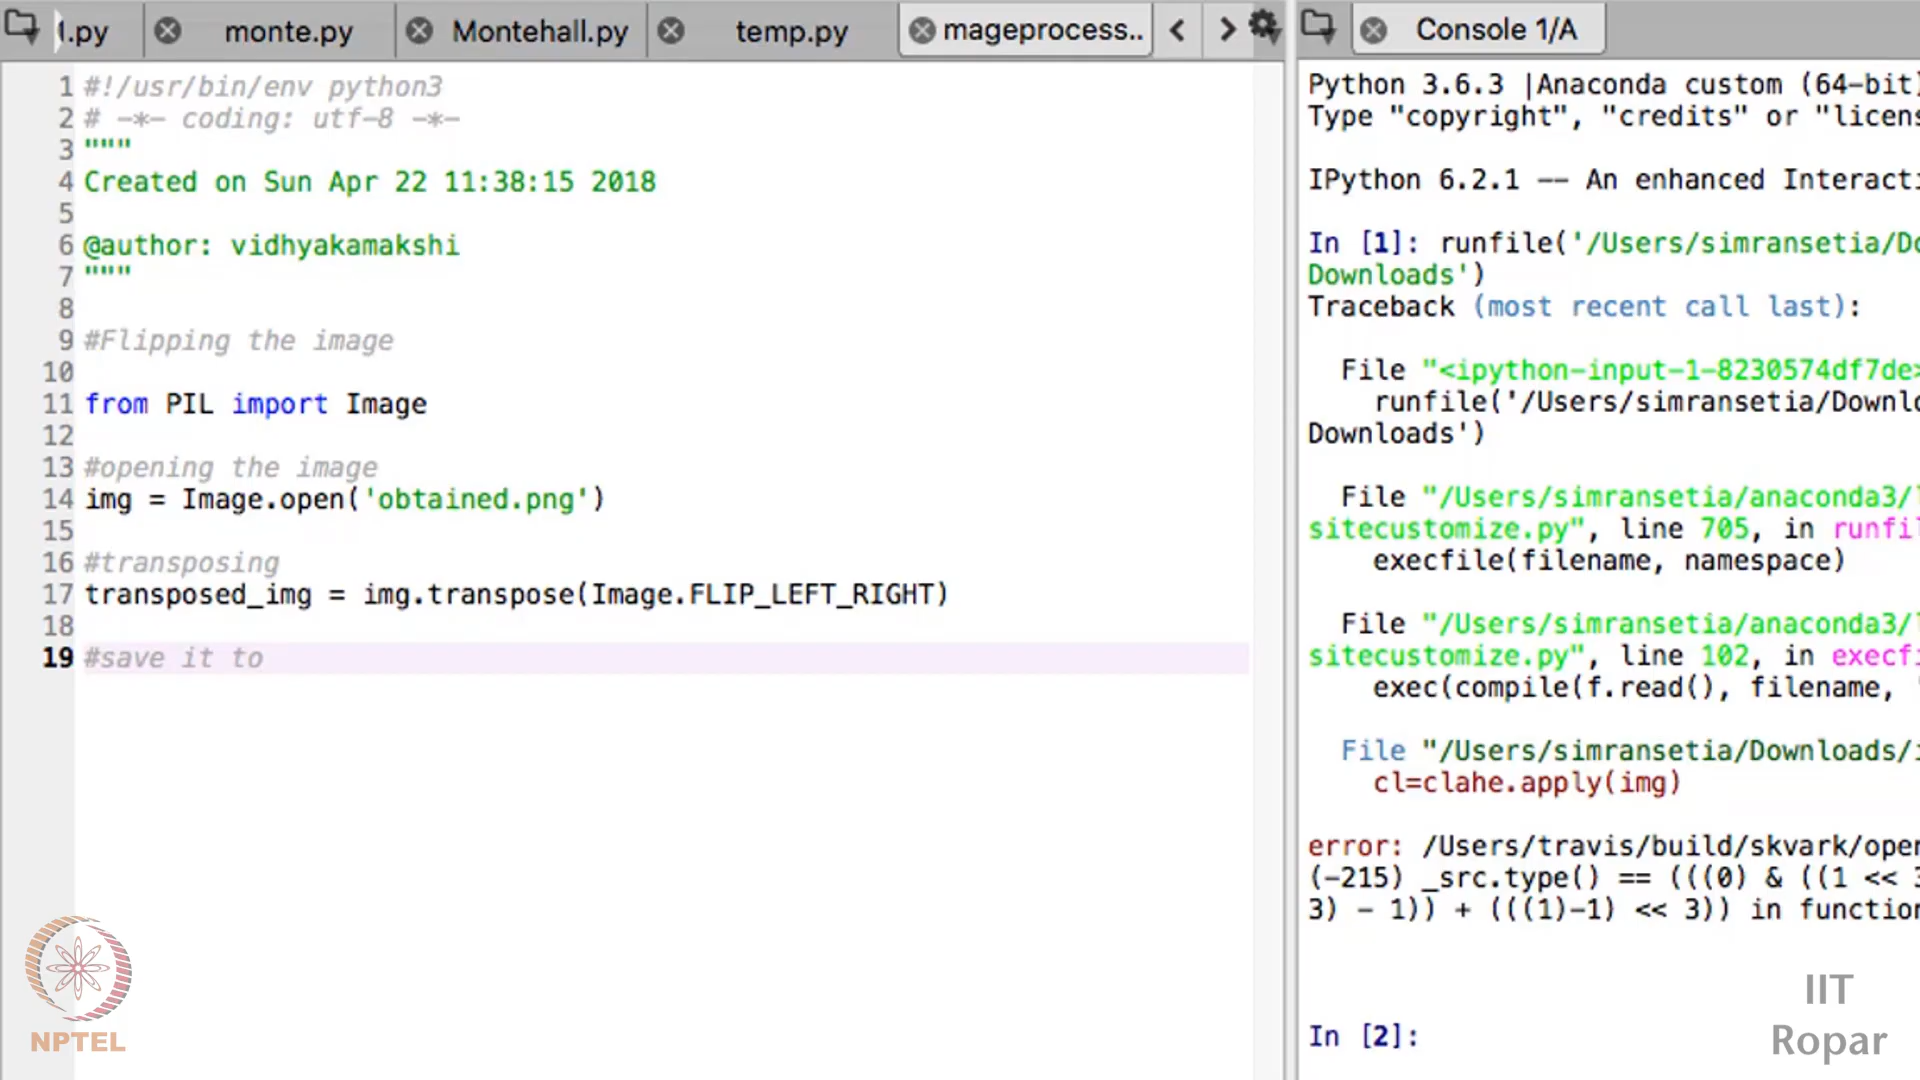 l.py
monte.py
Montehall.py
temp.py
mageprocess..
1 #!/usr/bin/env python3
2 # -*- coding: utf-8 -*-
3 """
4 Created on Sun Apr 22 11:38:15 2018
5
6 @author: vidhyakamakshi
7 """
8
9 #Flipping the image
10
11 from PIL import Image
12
13 #opening the image
14 img = Image.open('obtained.png')
15
16 #transposing
17 transposed_img = img.transpose(Image.FLIP_LEFT_RIGHT)
18
19 #save it to
NPTEL
Console 1/A
Python 3.6.3 |Anaconda custom (64-bit)
Type "copyright", "credits" or "licens
IPython 6.2.1 -- An enhanced Interacti
In [1]: runfile('/Users/simransetia/Do
Downloads')
Traceback (most recent call last):
File "<ipython-input-1-8230574df7de>
runfile('/Users/simransetia/Downlo
Downloads')
File "/Users/simransetia/anaconda3/l
sitecustomize.py", line 705, in runfil
execfile(filename, namespace)
File "/Users/simransetia/anaconda3/l
sitecustomize.py", line 102, in execfi
exec(compile(f.read(), filename, '
File "/Users/simransetia/Downloads/i
cl=clahe.apply(img)
error: /Users/travis/build/skvark/open
(-215) _src.type() == (((0) & ((1 << 3
3) - 1)) + (((1)-1) << 3)) in function
In [2]:
IIT
Ropar